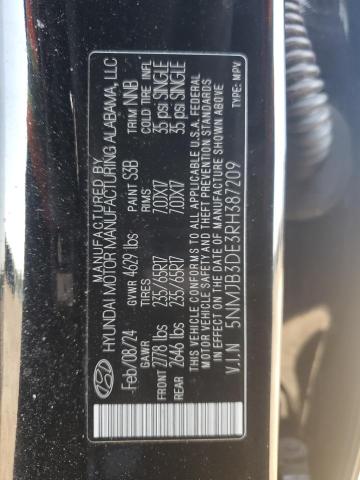 MANUFACTURED BY
HYUNDAI MOTOR MANUFACTURING ALABAMA, LLC
Feb/08/24 GVWR 4629 lbs PAINT S3B TRIM NNB
GAWR TIRES RIMS COLD TIRE INFL
FRONT 2778 lbs 235/65R17 7.0JX17 35 psi SINGLE
REAR 2646 lbs 235/65R17 7.0JX17 35 psi SINGLE
THIS VEHICLE CONFORMS TO ALL APPLICABLE U.S.A. FEDERAL
MOTOR VEHICLE SAFETY AND THEFT PREVENTION STANDARDS
IN EFFECT ON THE DATE OF MANUFACTURE SHOWN ABOVE
V.I.N 5NMJB3DE3RH387209 TYPE: MPV